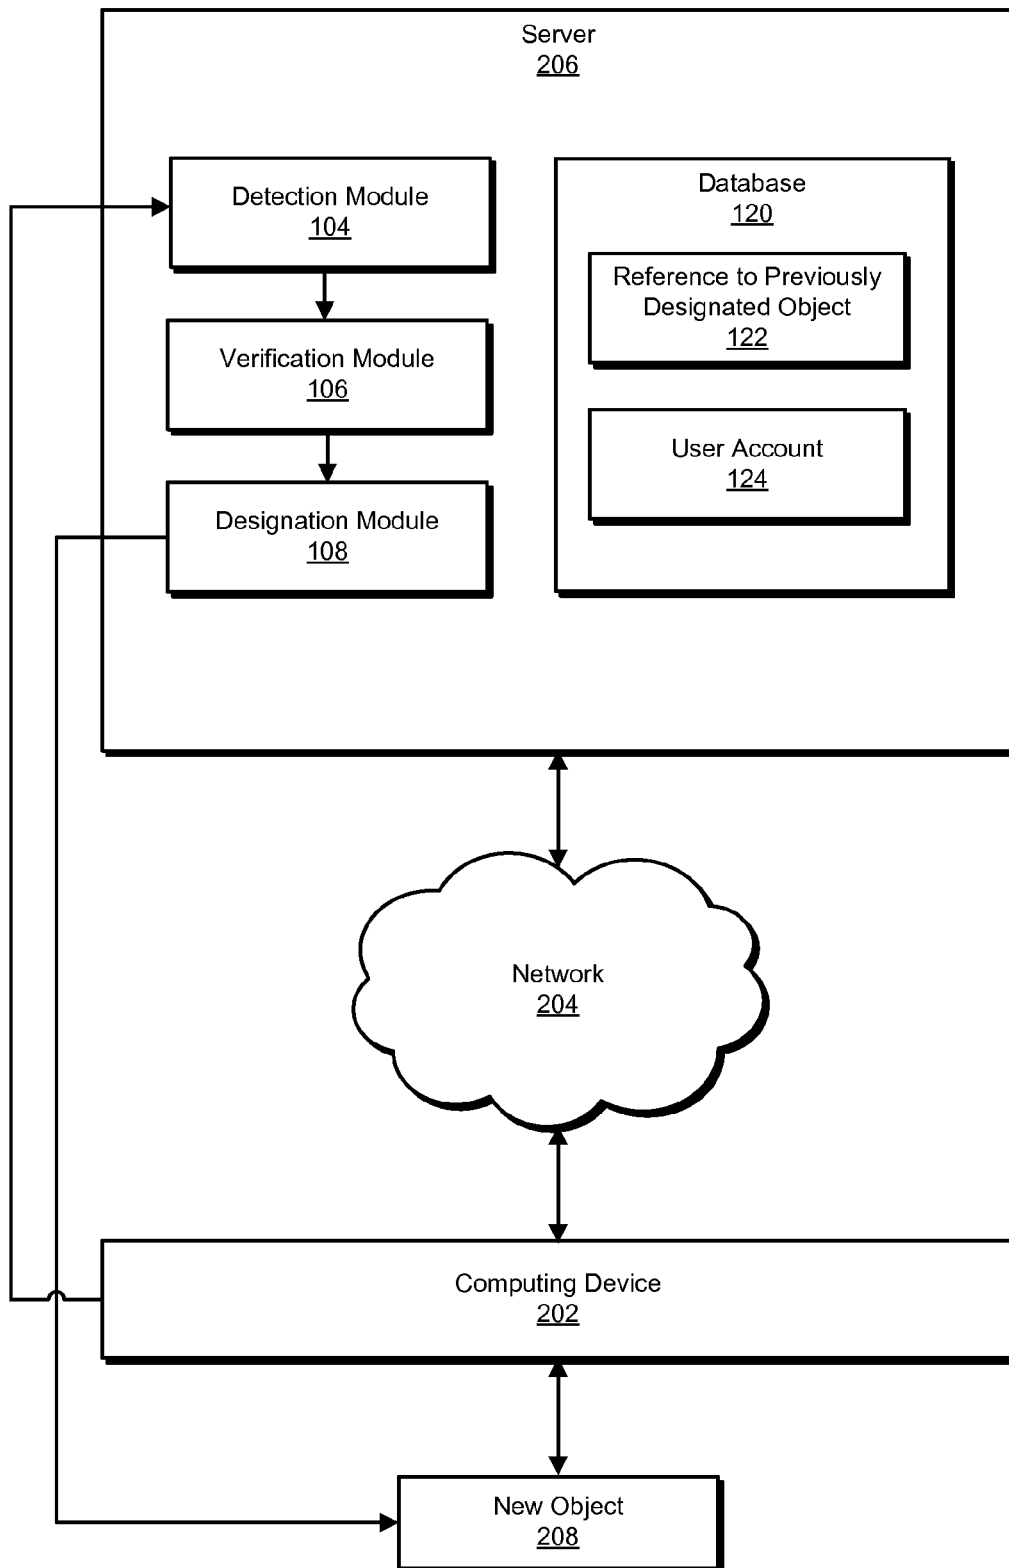 Server
206
Detection Module
104
Verification Module
106
Designation Module
108
Database
120
Reference to Previously
Designated Object
122
User Account
124
Network
204
Computing Device
202
New Object
208